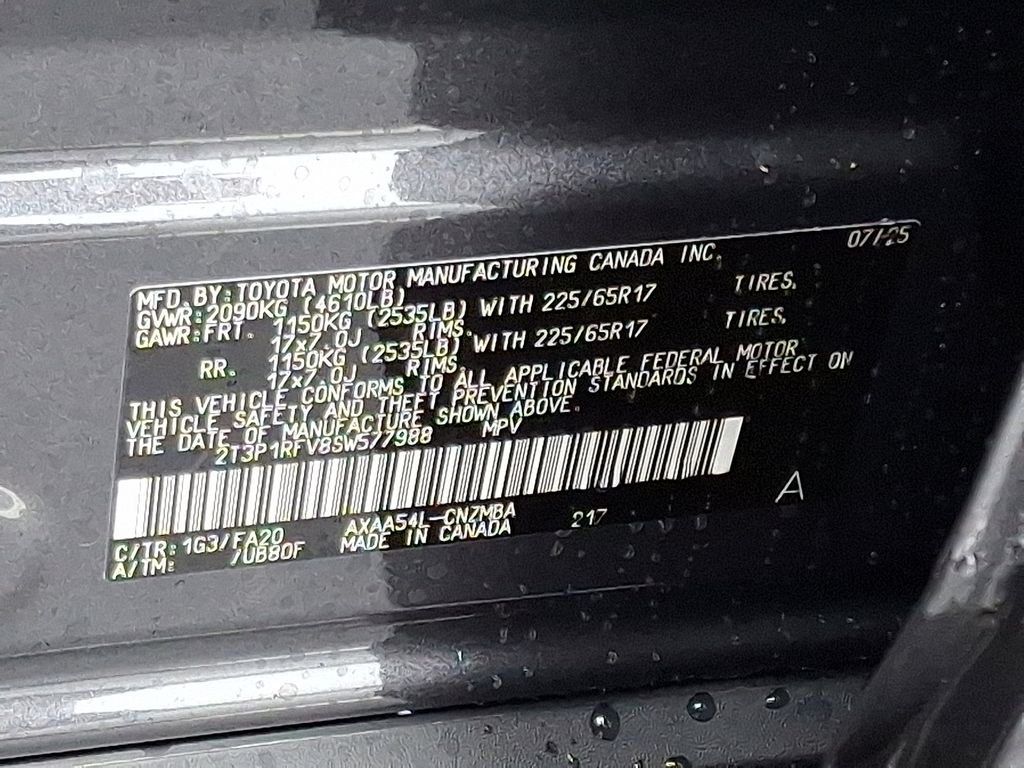 07/25
MFD. BY: TOYOTA MOTOR MANUFACTURING CANADA INC.
GVWR: 2090KG (4610LB)
GAWR: FRT. 1150KG (2535LB) WITH 225/65R17 TIRES,
17x7.0J RIMS.
RR. 1150KG (2535LB) WITH 225/65R17 TIRES,
17x7.0J RIMS.
THIS VEHICLE CONFORMS TO ALL APPLICABLE FEDERAL MOTOR
VEHICLE SAFETY AND THEFT PREVENTION STANDARDS IN EFFECT ON
THE DATE OF MANUFACTURE SHOWN ABOVE.
2T3P1RFV8SW577988 MPV
A
C/TR: 1G3/FA20 AXAA54L-CNZMBA 217
A/TM: /UB80F MADE IN CANADA